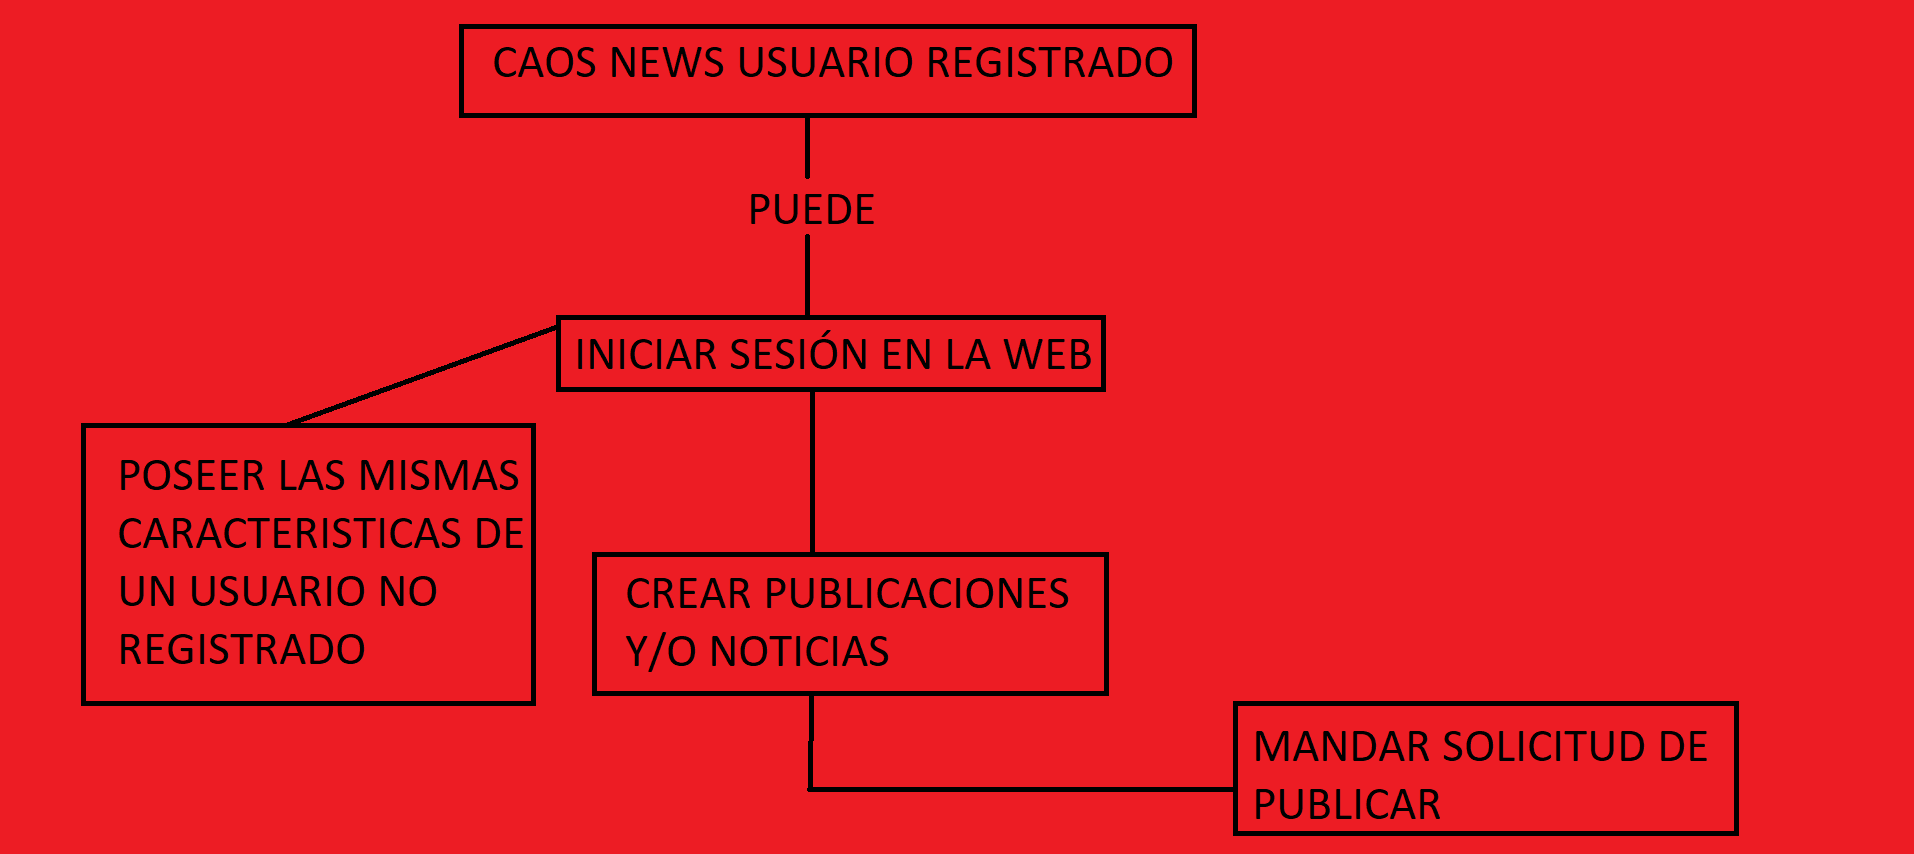 CAOS NEWS USUARIO REGISTRADO
PUEDE
INICIAR SESIÓN EN LA WEB
POSEER LAS MISMAS
CARACTERISTICAS DE
UN USUARIO NO
REGISTRADO
CREAR PUBLICACIONES
Y/O NOTICIAS
MANDAR SOLICITUD DE
PUBLICAR